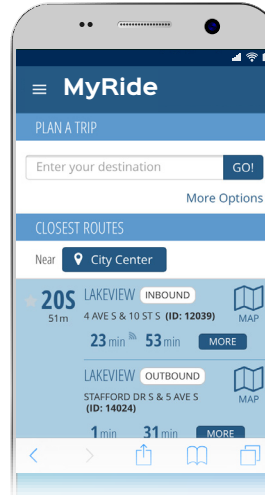 MyRide
PLAN A TRIP
Enter your destination GO!
More Options
CLOSEST ROUTES
Near City Center
20S LAKEVIEW INBOUND
51m 4 AVE S & 10 ST S (ID: 12039) MAP
23 min 53 min MORE
LAKEVIEW OUTBOUND
STAFFORD DR S & 5 AVE S MAP
(ID: 14024)
1 min 31 min MORE